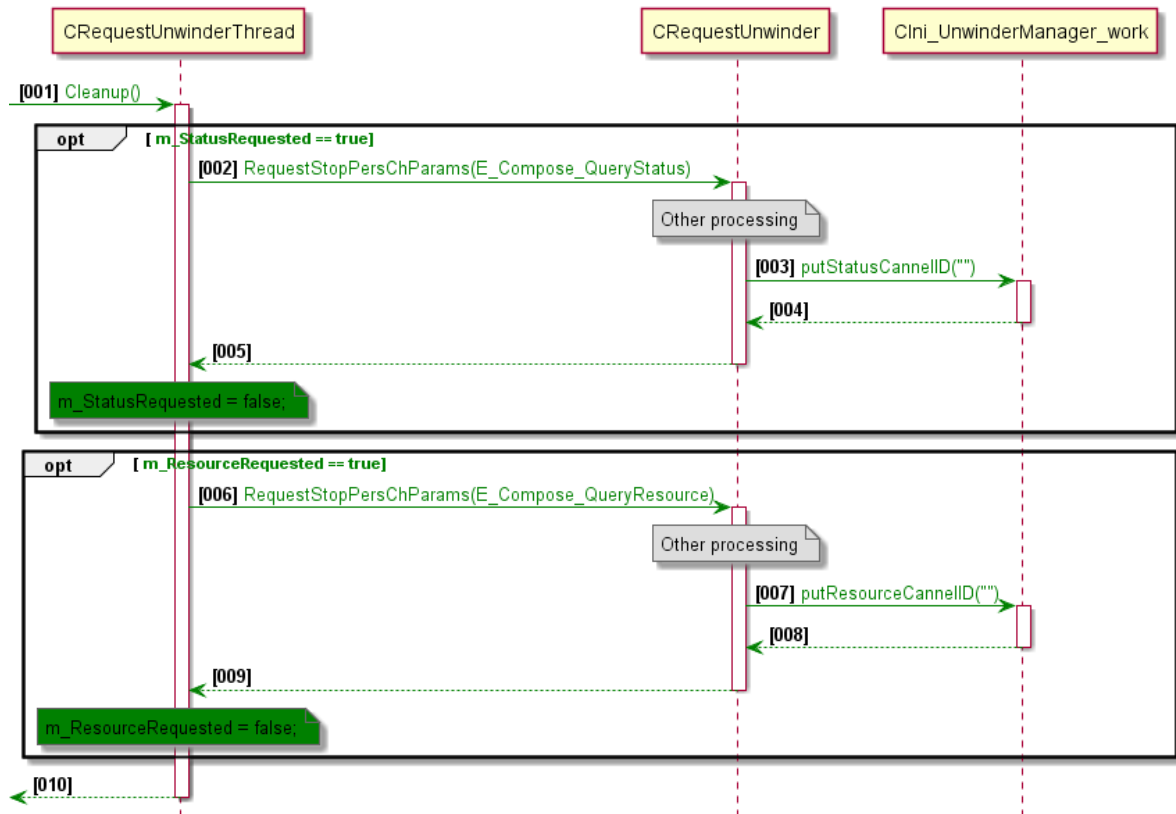 CRequestUnwinderThread
CRequestUnwinder
CIni_UnwinderManager_work
[001] Cleanup()
opt [ m_StatusRequested == true]
[002] RequestStopPersChParams(E_Compose_QueryStatus)
Other processing
[003] putStatusCannelID("")
[004]
[005]
m_StatusRequested = false;
opt [ m_ResourceRequested == true]
[006] RequestStopPersChParams(E_Compose_QueryResource)
Other processing
[007] putResourceCannelID("")
[008]
[009]
m_ResourceRequested = false;
[010]